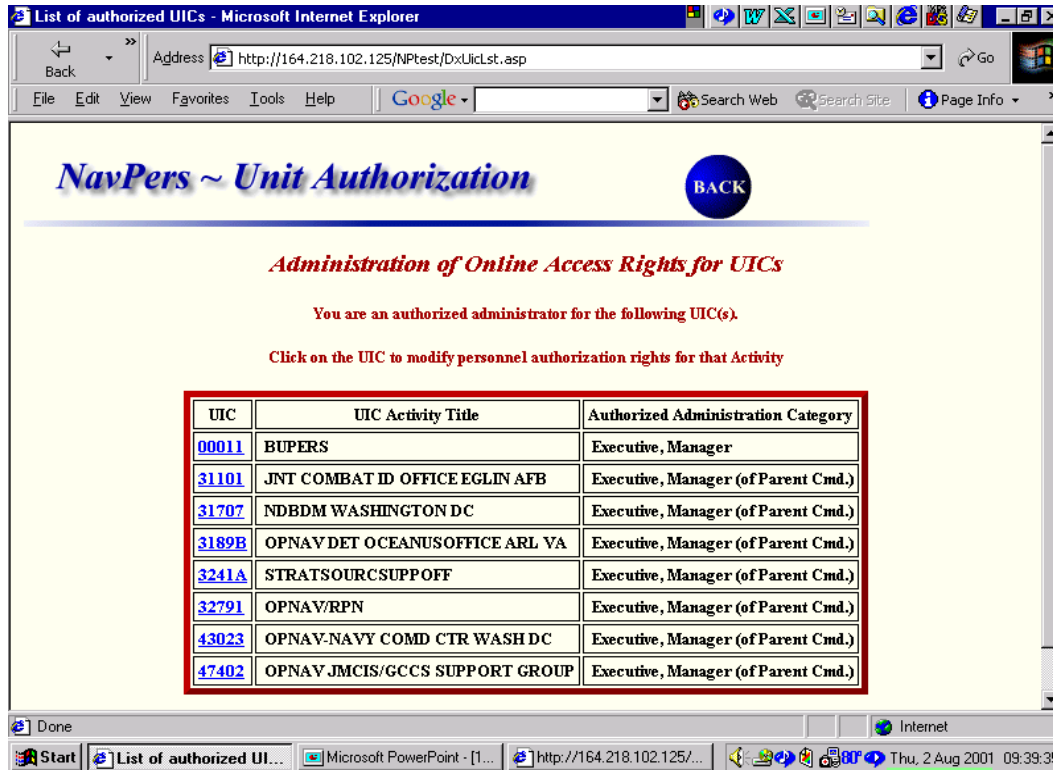 List of authorized UICs - Microsoft Internet Explorer
Back
Address http://164.218.102.125/NPtest/DxUicLst.asp Go
File Edit View Favorites Tools Help Google Search Web Search Site Page Info
NavPers ~ Unit Authorization
BACK
Administration of Online Access Rights for UICs
You are an authorized administrator for the following UIC(s).
Click on the UIC to modify personnel authorization rights for that Activity
UIC UIC Activity Title Authorized Administration Category
00011 BUPERS Executive, Manager
31101 JNT COMBAT ID OFFICE EGLIN AFB Executive, Manager (of Parent Cmd.)
31707 NDBDM WASHINGTON DC Executive, Manager (of Parent Cmd.)
3189B OPNAV DET OCEANUSOFFICE ARL VA Executive, Manager (of Parent Cmd.)
3241A STRATSOURCSUPPOFF Executive, Manager (of Parent Cmd.)
32791 OPNAV/RPN Executive, Manager (of Parent Cmd.)
43023 OPNAV-NAVY COMD CTR WASH DC Executive, Manager (of Parent Cmd.)
47402 OPNAV JMCIS/GCCS SUPPORT GROUP Executive, Manager (of Parent Cmd.)
Done Internet
Start List of authorized UI... Microsoft PowerPoint - [1... http://164.218.102.125/... 80° Thu, 2 Aug 2001 09:39:3